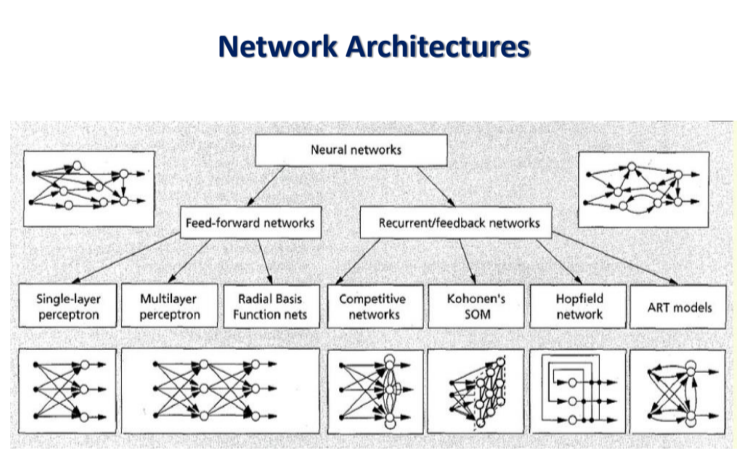 Network Architectures
Neural networks
Feed-forward networks
Recurrent/feedback networks
Single-layer
perceptron
Multilayer
perceptron
Radial Basis
Function nets
Competitive
networks
Kohonen's
SOM
Hopfield
network
ART models